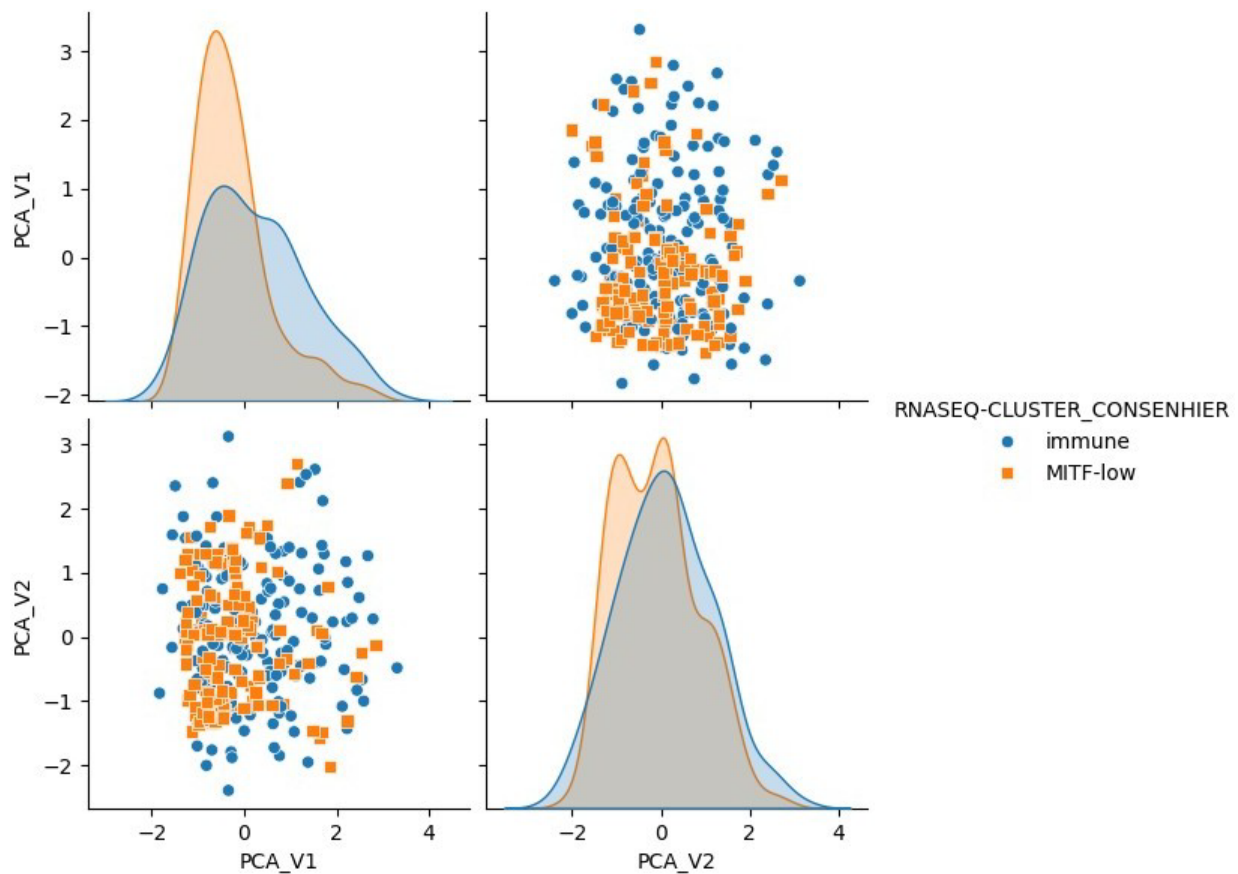 PCA_V1
3
2
1
0
−1
−2
RNASEQ-CLUSTER_CONSENHIER
immune
MITF-low
PCA_V2
3
2
1
0
−1
−2
−2 0 2 4 −2 0 2 4
PCA_V1 PCA_V2